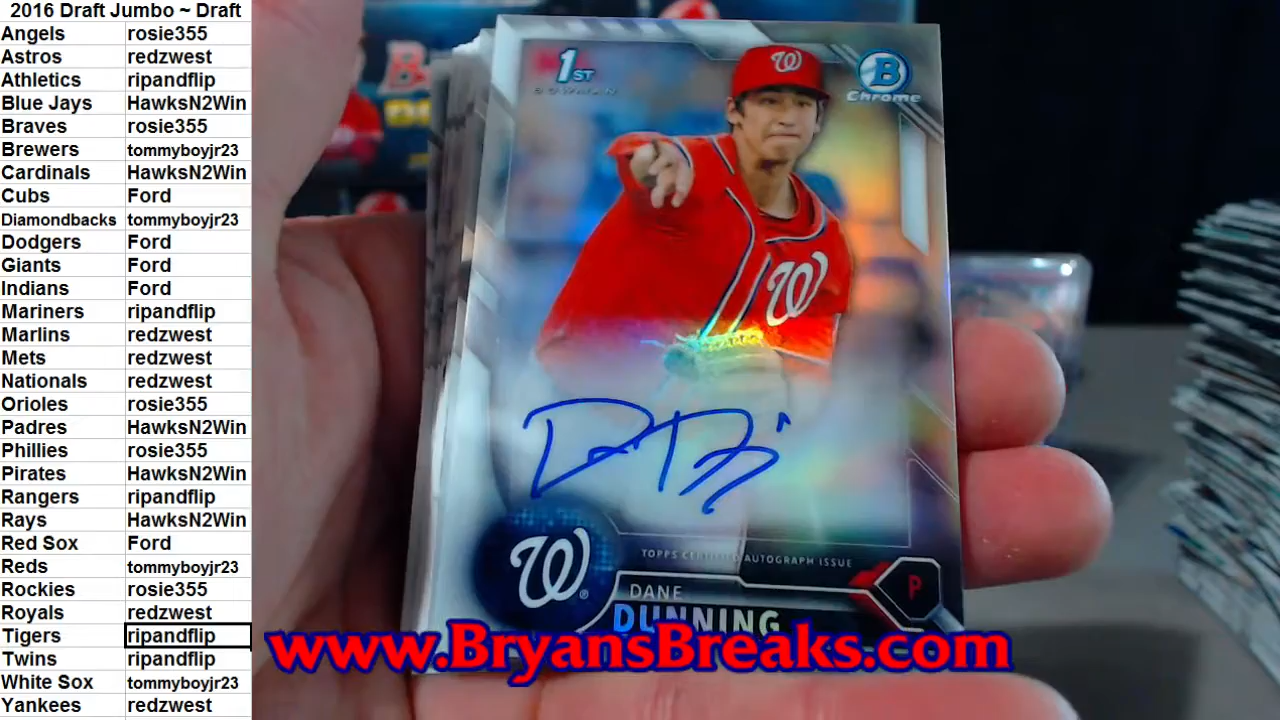 2016 Draft Jumbo ~ Draft
Angels rosie355
Astros redzwest
Athletics ripandflip
Blue Jays HawksN2Win
Braves rosie355
Brewers tommyboyjr23
Cardinals HawksN2Win
Cubs Ford
Diamondbacks tommyboyjr23
Dodgers Ford
Giants Ford
Indians Ford
Mariners ripandflip
Marlins redzwest
Mets redzwest
Nationals redzwest
Orioles rosie355
Padres HawksN2Win
Phillies rosie355
Pirates HawksN2Win
Rangers ripandflip
Rays HawksN2Win
Red Sox Ford
Reds tommyboyjr23
Rockies rosie355
Royals redzwest
Tigers ripandflip
Twins ripandflip
White Sox tommyboyjr23
Yankees redzwest
1ST
BOWMAN
B
Chrome
W
W
W
TOPPS CERTIFIED AUTOGRAPH ISSUE
P
DANE
DUNNING
www.BryansBreaks.com